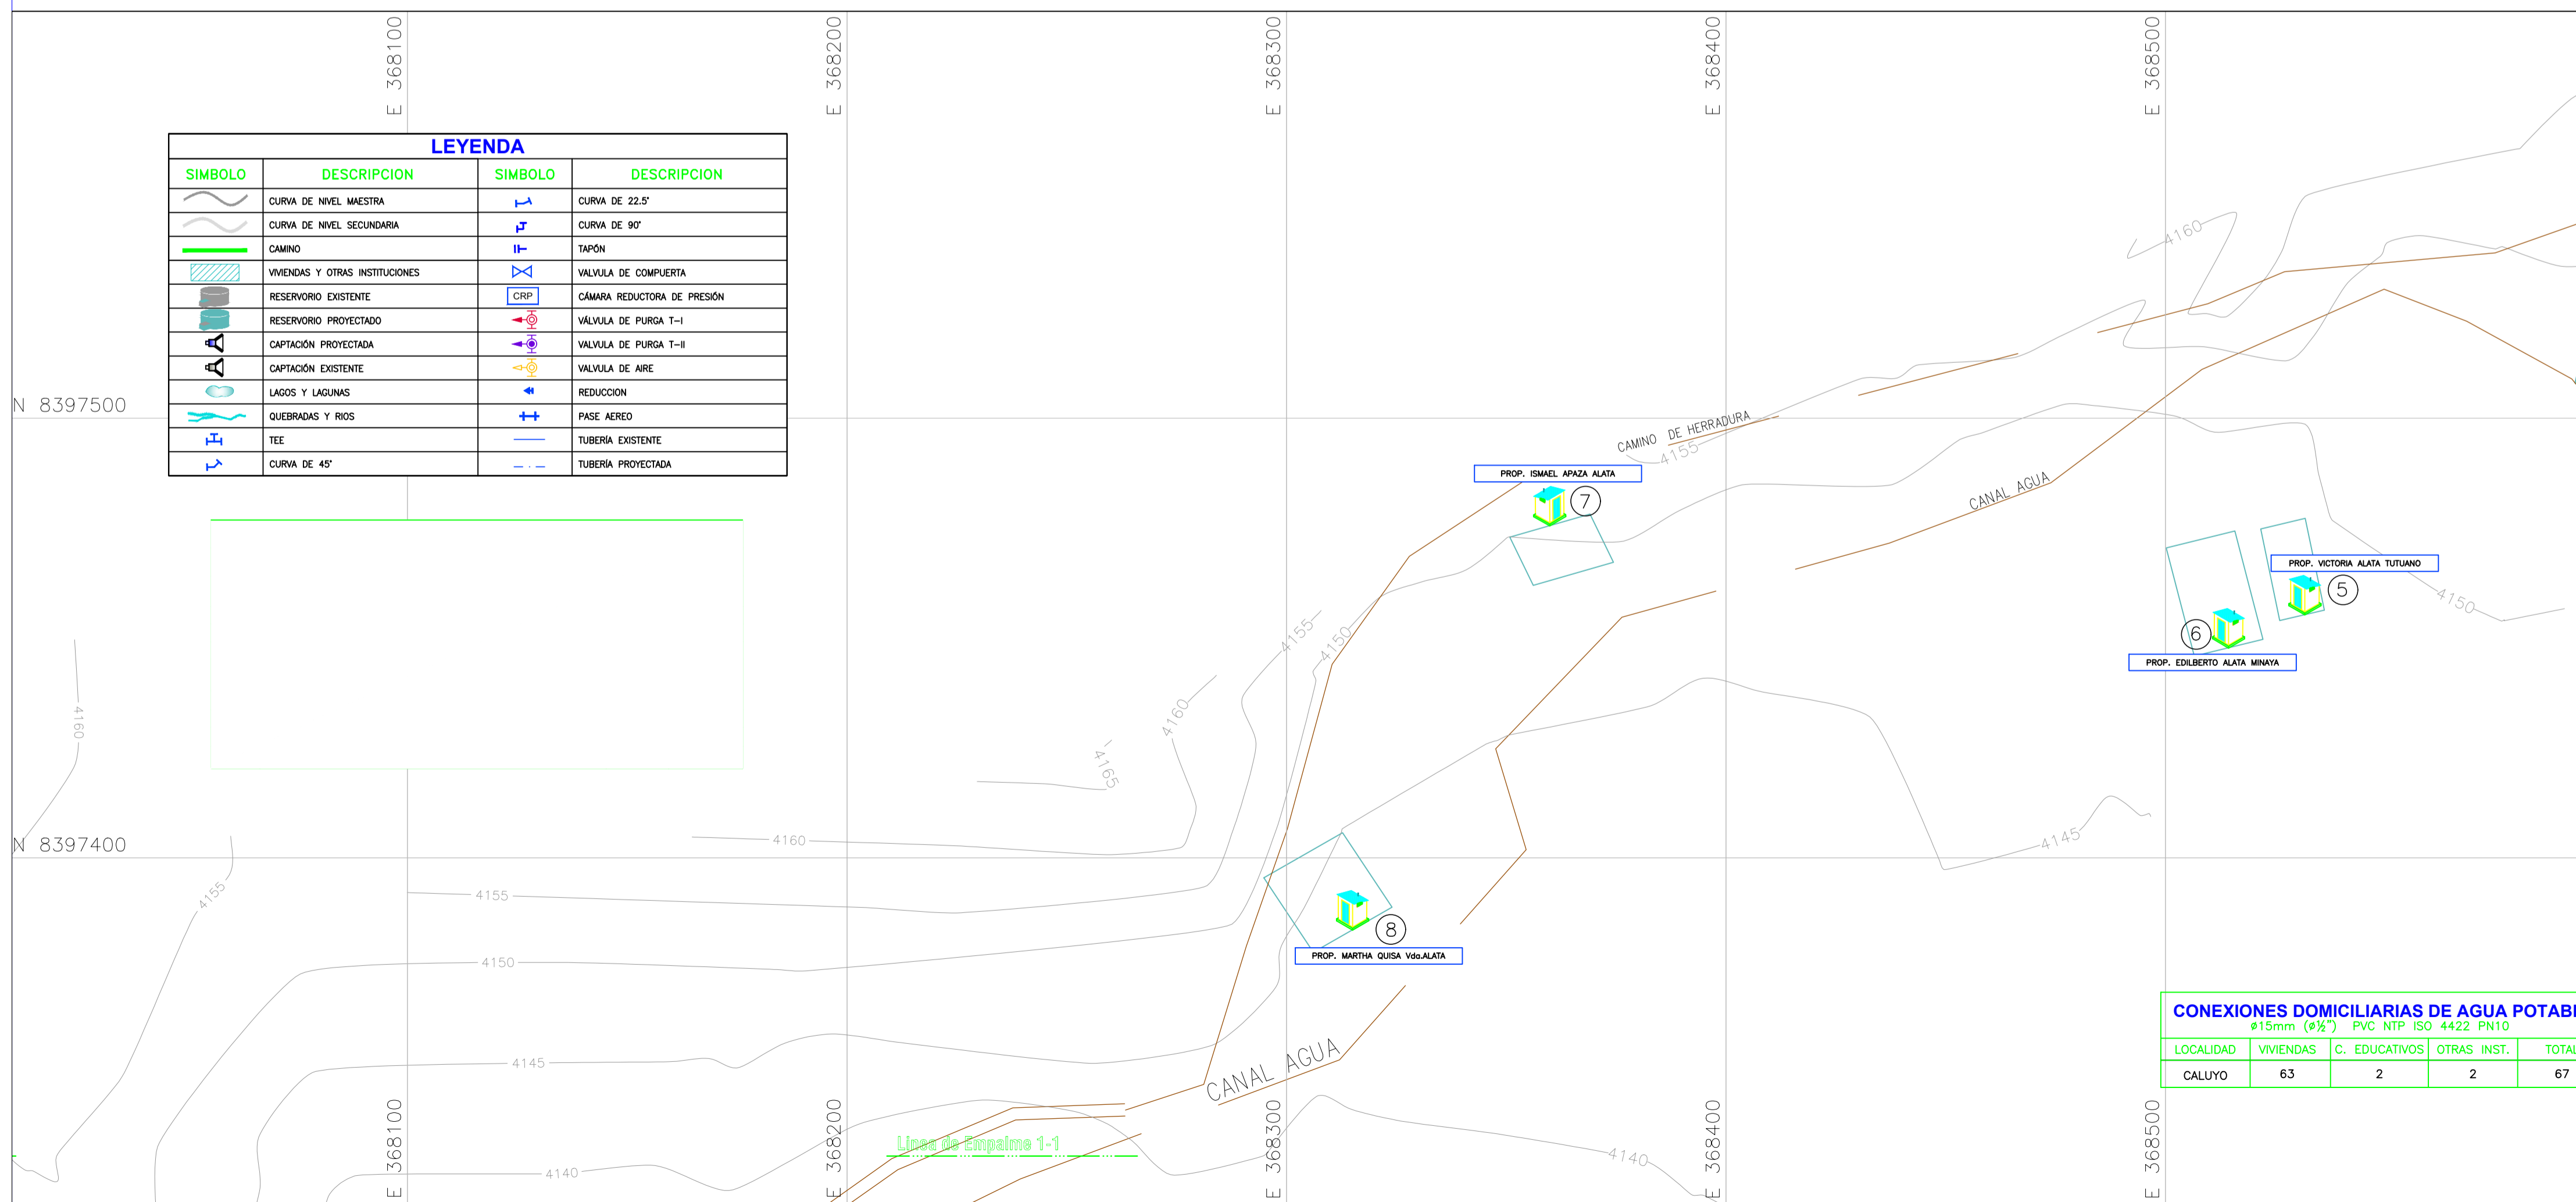 E 368100
E 368200
E 368300
E 368400
E 368500
LEYENDA
SIMBOLO DESCRIPCION SIMBOLO DESCRIPCION
CURVA DE NIVEL MAESTRA CURVA DE 22.5°
CURVA DE NIVEL SECUNDARIA CURVA DE 90°
CAMINO TAPÓN
VIVIENDAS Y OTRAS INSTITUCIONES VALVULA DE COMPUERTA
RESERVORIO EXISTENTE CRP CÁMARA REDUCTORA DE PRESIÓN
RESERVORIO PROYECTADO VÁLVULA DE PURGA T-I
CAPTACIÓN PROYECTADA VALVULA DE PURGA T-II
CAPTACIÓN EXISTENTE VALVULA DE AIRE
LAGOS Y LAGUNAS REDUCCION
QUEBRADAS Y RIOS PASE AEREO
TEE TUBERÍA EXISTENTE
CURVA DE 45° TUBERÍA PROYECTADA
4160
N 8397500
CAMINO DE HERRADURA
4155
PROP. ISMAEL APAZA ALATA
7
CANAL AGUA
PROP. VICTORIA ALATA TUTUANO
5
4150
6
PROP. EDILBERTO ALATA MINAYA
4155
4150
4160
4160
4165
N 8397400
4160
4145
4155
4155
8
PROP. MARTHA QUISA Vda.ALATA
4150
CONEXIONES DOMICILIARIAS DE AGUA POTAB
ø15mm (ø½") PVC NTP ISO 4422 PN10
LOCALIDAD VIVIENDAS C. EDUCATIVOS OTRAS INST. TOTAL
CALUYO 63 2 2 67
4145
CANAL AGUA
Linea de Empalme 1-1
4140
4140
E 368100
E 368200
E 368300
E 368400
E 368500